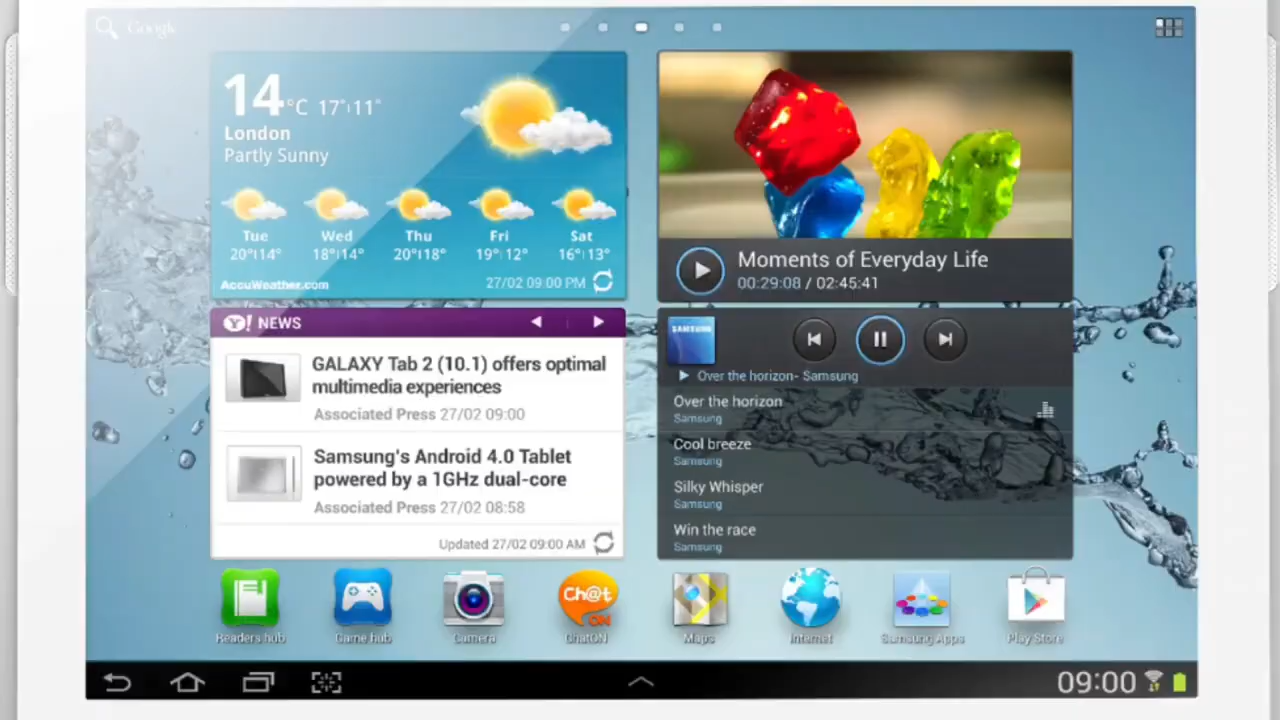 Google
14°C 17°|11°
London
Partly Sunny
Tue Wed Thu Fri Sat
20°|14° 18°|14° 20°|18° 19°|12° 16°|13°
AccuWeather.com 27/02 09:00 PM
Moments of Everyday Life
00:29:08 / 02:45:41
Y! NEWS
GALAXY Tab 2 (10.1) offers optimal
multimedia experiences
Associated Press 27/02 09:00
Samsung's Android 4.0 Tablet
powered by a 1GHz dual-core
Associated Press 27/02 08:58
Updated 27/02 09:00 AM
SAMSUNG
Over the horizon- Samsung
Over the horizon
Samsung
Cool breeze
Samsung
Silky Whisper
Samsung
Win the race
Samsung
Ch@t
ON
Readers hub Game hub Camera ChatON Maps Internet Samsung Apps Play Store
09:00